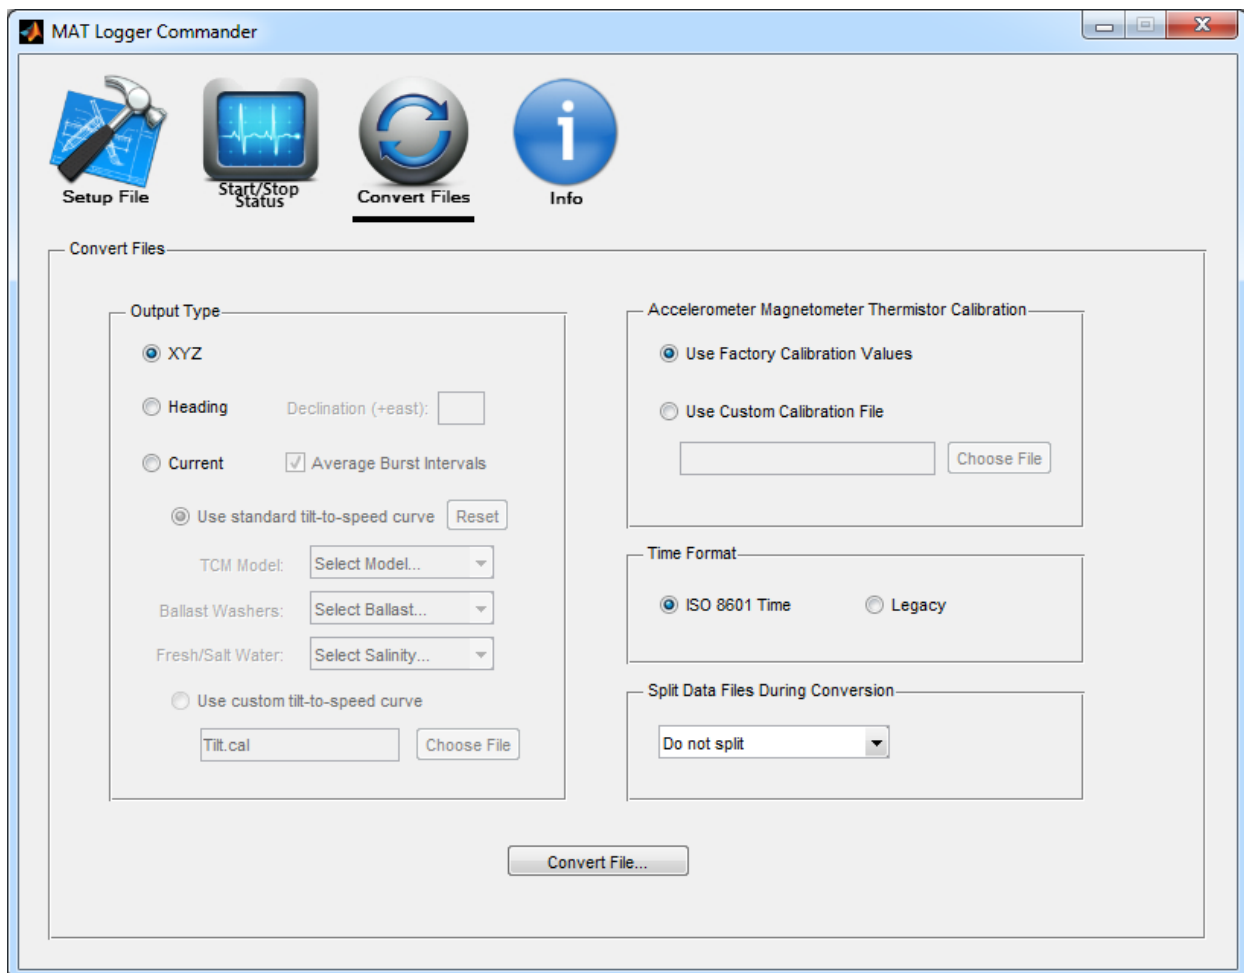 MAT Logger Commander
Setup File
Start/Stop
Status
Convert Files
Info
Convert Files
Output Type
XYZ
Heading Declination (+east):
Current Average Burst Intervals
Use standard tilt-to-speed curve Reset
TCM Model: Select Model...
Ballast Washers: Select Ballast...
Fresh/Salt Water: Select Salinity...
Use custom tilt-to-speed curve
Tilt.cal Choose File
Accelerometer Magnetometer Thermistor Calibration
Use Factory Calibration Values
Use Custom Calibration File
Choose File
Time Format
ISO 8601 Time Legacy
Split Data Files During Conversion
Do not split
Convert File...